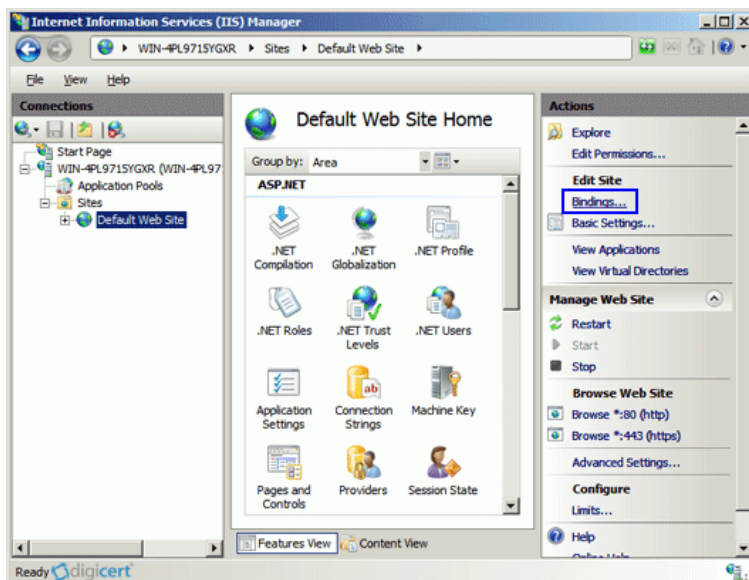 Internet Information Services (IIS) Manager
WIN-4PL9715YGXR Sites Default Web Site
File View Help
Connections
Start Page
WIN-4PL9715YGXR (WIN-4PL97
Application Pools
Sites
Default Web Site
Default Web Site Home
Group by: Area
ASP.NET
.NET Compilation
.NET Globalization
.NET Profile
.NET Roles
.NET Trust Levels
.NET Users
Application Settings
Connection Strings
Machine Key
Pages and Controls
Providers
Session State
Features View
Content View
Actions
Explore
Edit Permissions...
Edit Site
Bindings...
Basic Settings...
View Applications
View Virtual Directories
Manage Web Site
Restart
Start
Stop
Browse Web Site
Browse *:80 (http)
Browse *:443 (https)
Advanced Settings...
Configure
Limits...
Help
Online Help
Ready
digicert